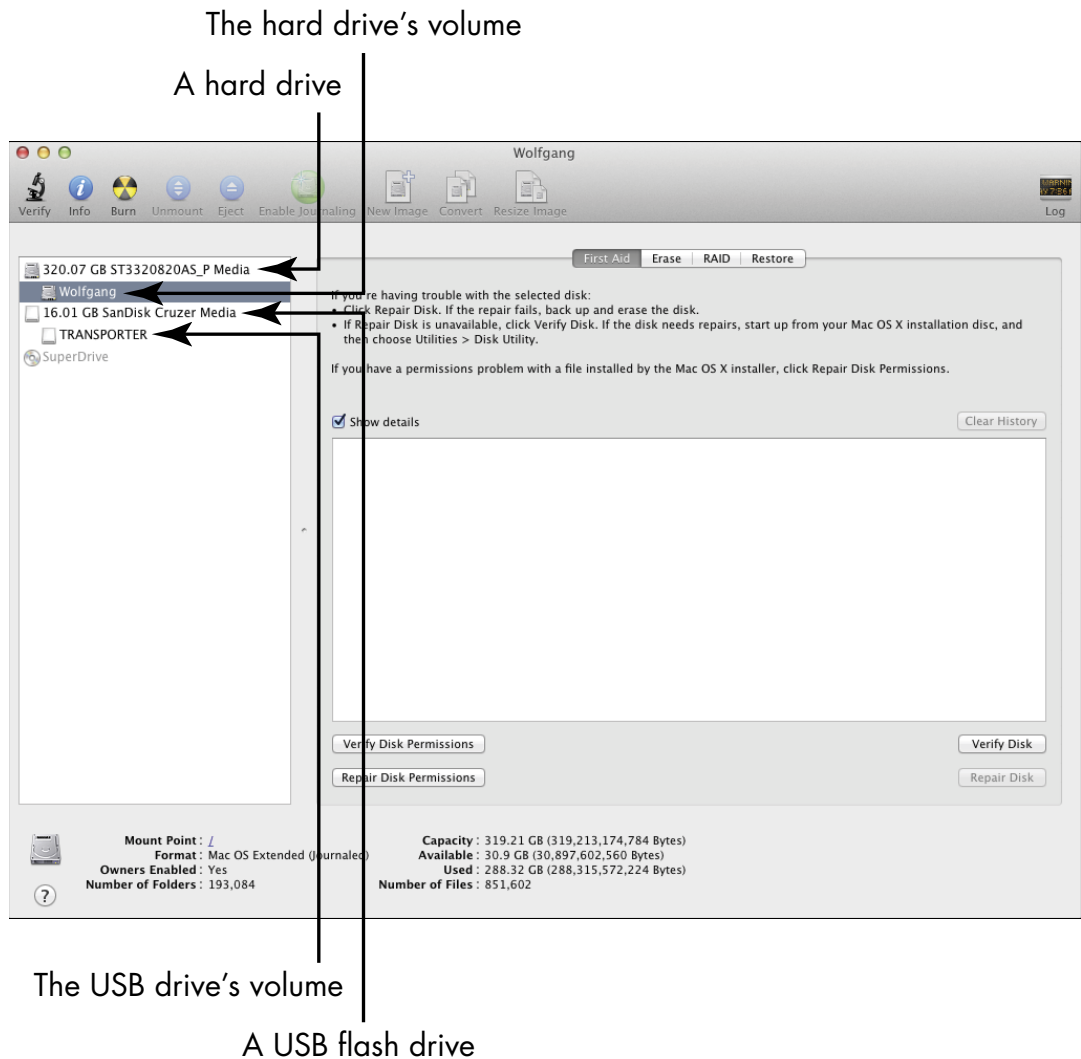 The hard drive's volume
A hard drive
Wolfgang
Verify Info Burn Unmount Eject Enable Journaling New Image Convert Resize Image Log
320.07 GB ST3320820AS_P Media
Wolfgang
16.01 GB SanDisk Cruzer Media
TRANSPORTER
SuperDrive
First Aid Erase RAID Restore
If you're having trouble with the selected disk:
• Click Repair Disk. If the repair fails, back up and erase the disk.
• If Repair Disk is unavailable, click Verify Disk. If the disk needs repairs, start up from your Mac OS X installation disc, and
then choose Utilities > Disk Utility.
If you have a permissions problem with a file installed by the Mac OS X installer, click Repair Disk Permissions.
Show details
Clear History
Verify Disk Permissions
Verify Disk
Repair Disk Permissions
Repair Disk
Mount Point : /
Format : Mac OS Extended (Journaled)
Owners Enabled : Yes
Number of Folders : 193,084
Capacity : 319.21 GB (319,213,174,784 Bytes)
Available : 30.9 GB (30,897,602,560 Bytes)
Used : 288.32 GB (288,315,572,224 Bytes)
Number of Files : 851,602
?
The USB drive's volume
A USB flash drive